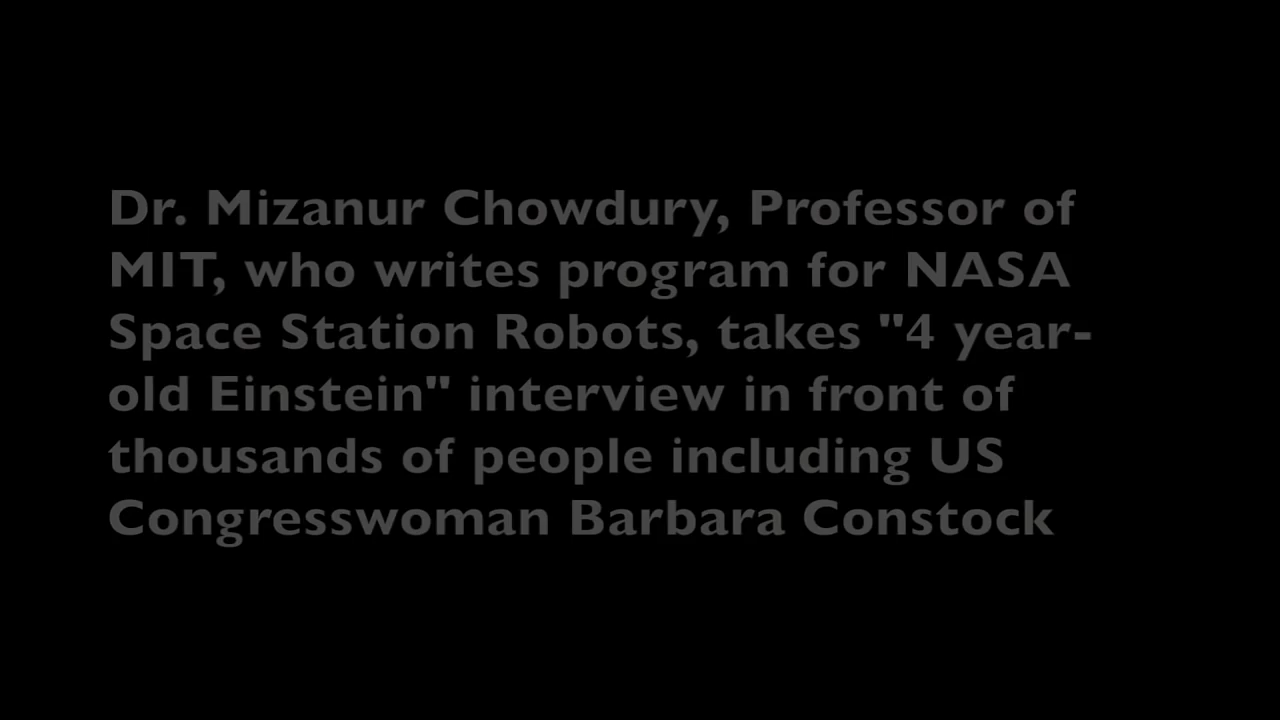 Dr. Mizanur Chowdury, Professor of
MIT, who writes program for NASA
Space Station Robots, takes "4 year-
old Einstein" interview in front of
thousands of people including US
Congresswoman Barbara Constock